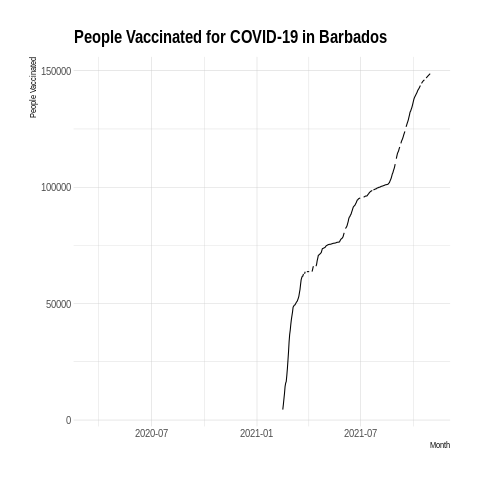 People Vaccinated for COVID-19 in Barbados
People Vaccinated
150000
100000
50000
0
2020-07
2021-01
2021-07
Month